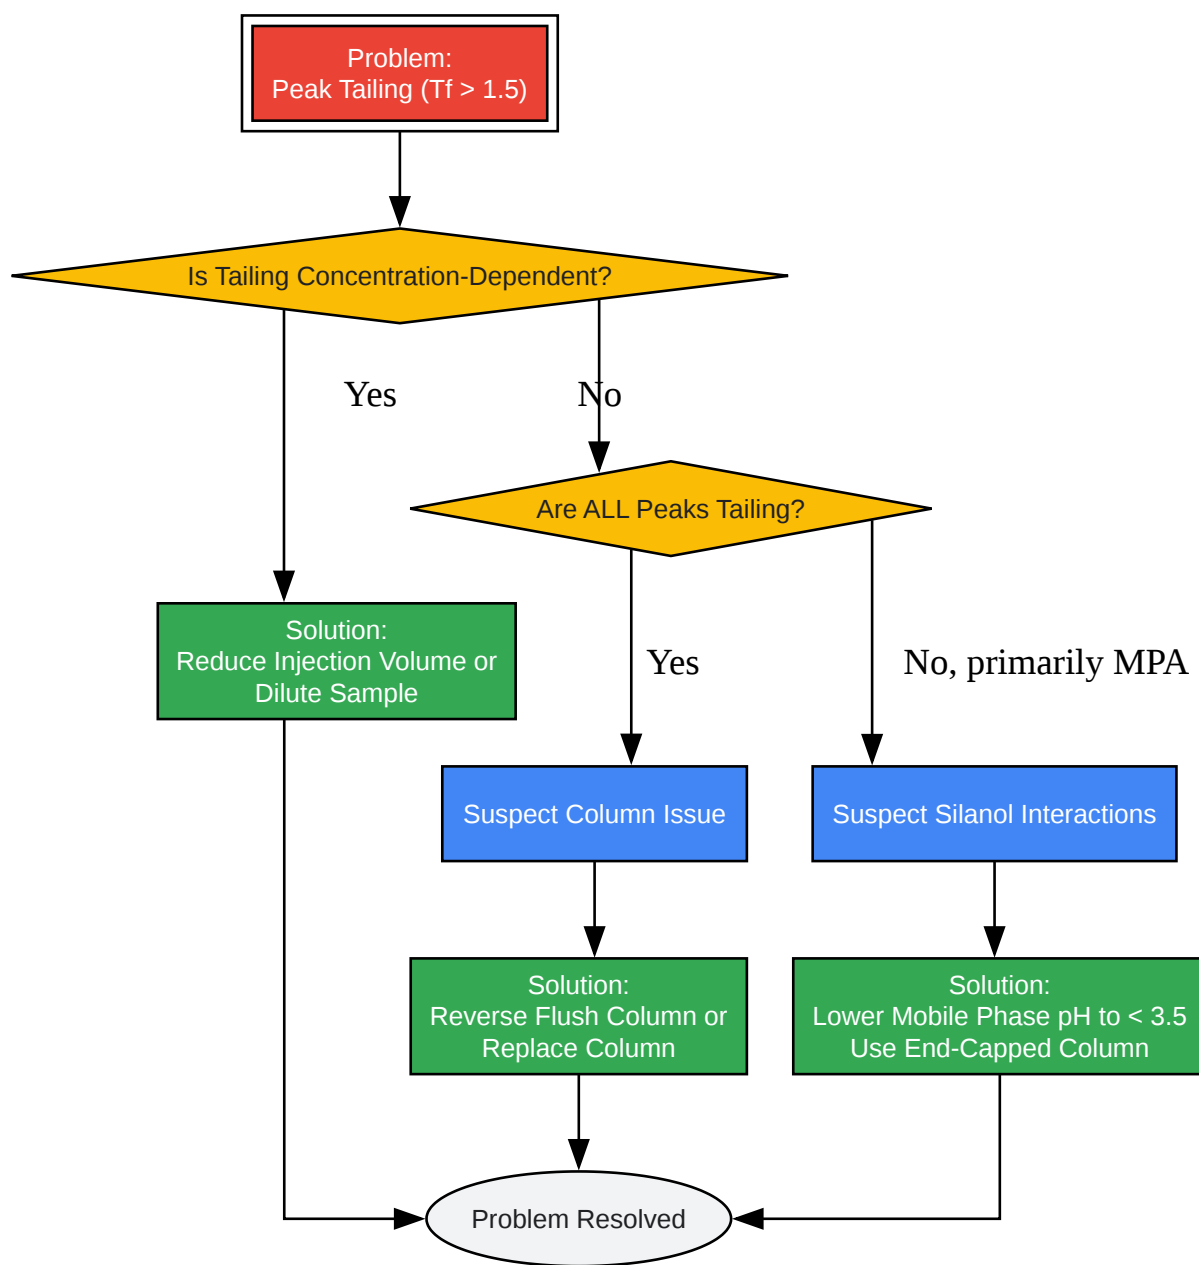 Problem:
Peak Tailing (Tf > 1.5)
Is Tailing Concentration-Dependent?
Yes
No
Are ALL Peaks Tailing?
Solution:
Reduce Injection Volume or
Dilute Sample
Yes
No, primarily MPA
Suspect Column Issue
Suspect Silanol Interactions
Solution:
Reverse Flush Column or
Replace Column
Solution:
Lower Mobile Phase pH to < 3.5
Use End-Capped Column
Problem Resolved